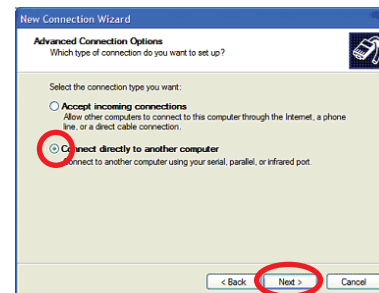 New Connection Wizard
Advanced Connection Options
Which type of connection do you want to set up?
Select the connection type you want:
Accept incoming connections
Allow other computers to connect to this computer through the Internet, a phone
line, or a direct cable connection.
Connect directly to another computer
Connect to another computer using your serial, parallel, or infrared port.
< Back
Next >
Cancel